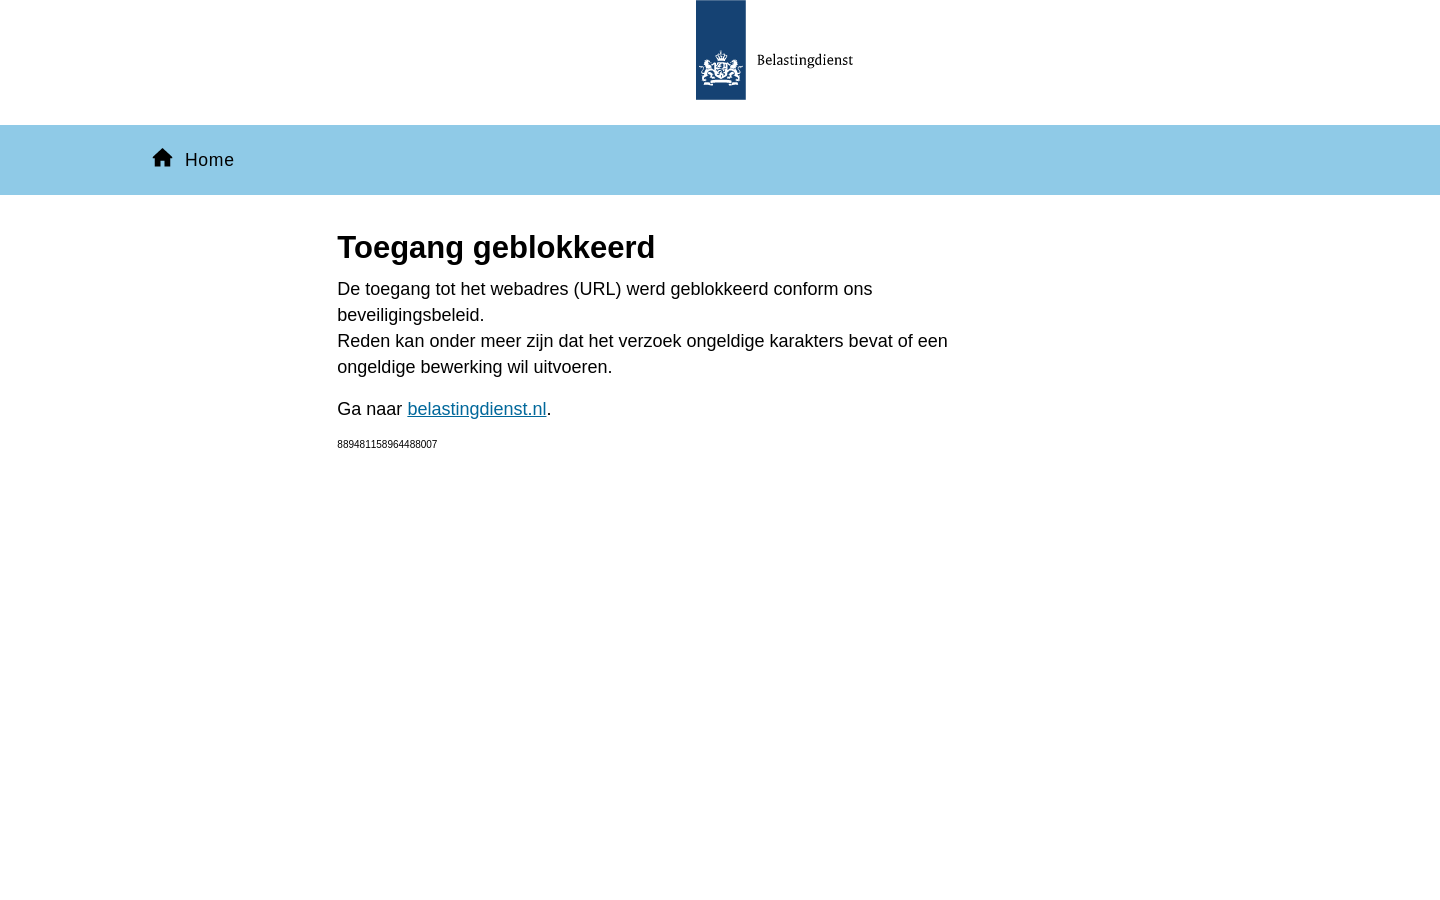 Belastingdienst
Home
Toegang geblokkeerd
De toegang tot het webadres (URL) werd geblokkeerd conform ons
beveiligingsbeleid.
Reden kan onder meer zijn dat het verzoek ongeldige karakters bevat of een
ongeldige bewerking wil uitvoeren.
Ga naar belastingdienst.nl.
889481158964488007